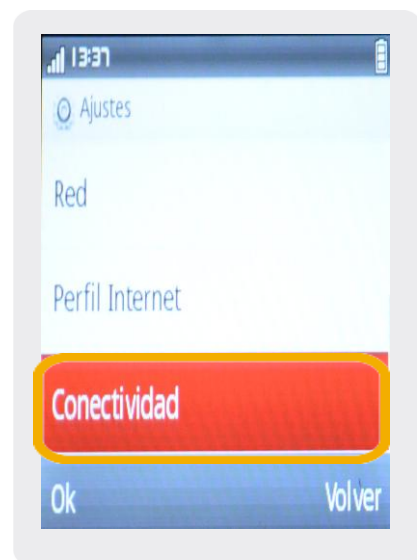 13:37
Ajustes
Red
Perfil Internet
Conectividad
Ok Volver